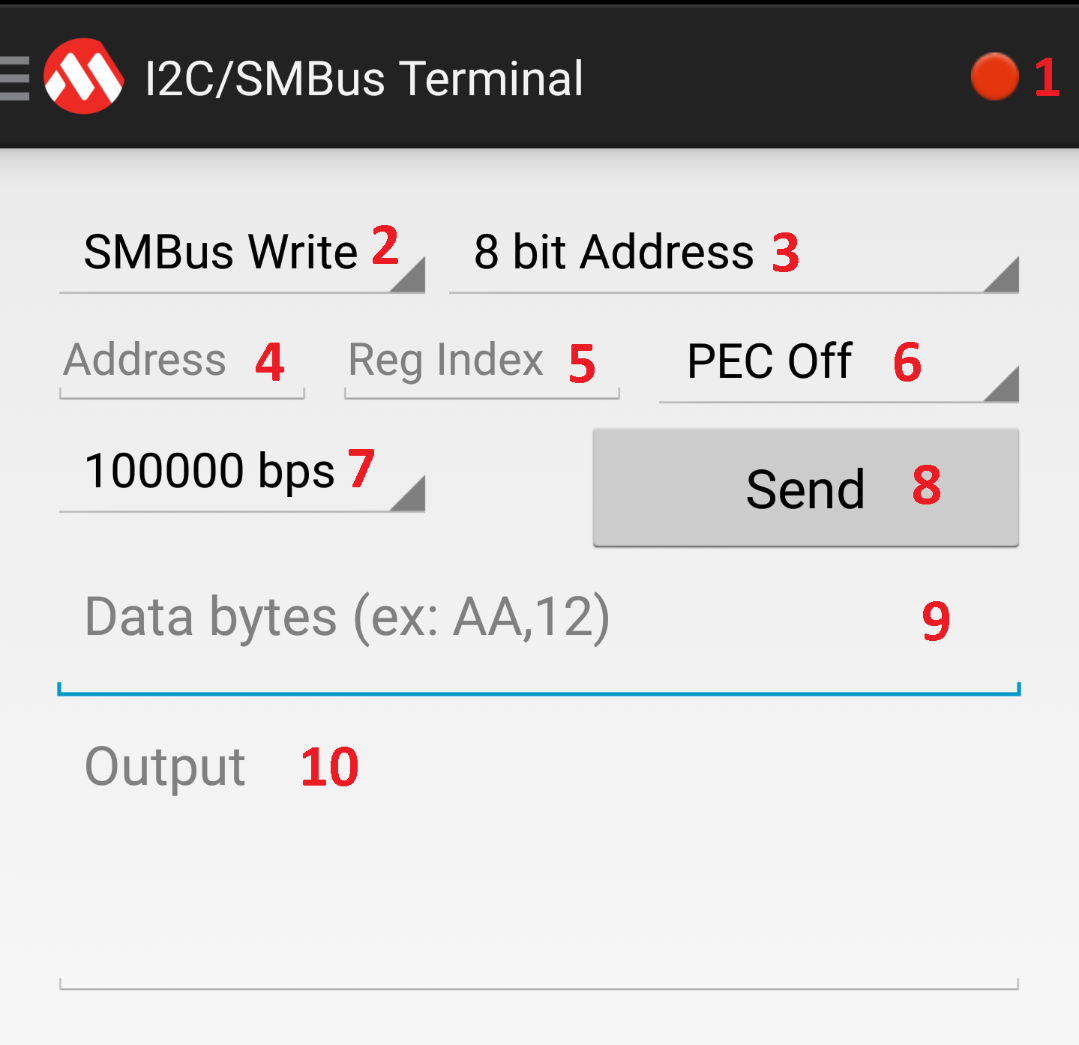 I2C/SMBus Terminal 1
SMBus Write 2 8 bit Address 3
Address 4 Reg Index 5 PEC Off 6
100000 bps 7 Send 8
Data bytes (ex: AA,12) 9
Output 10